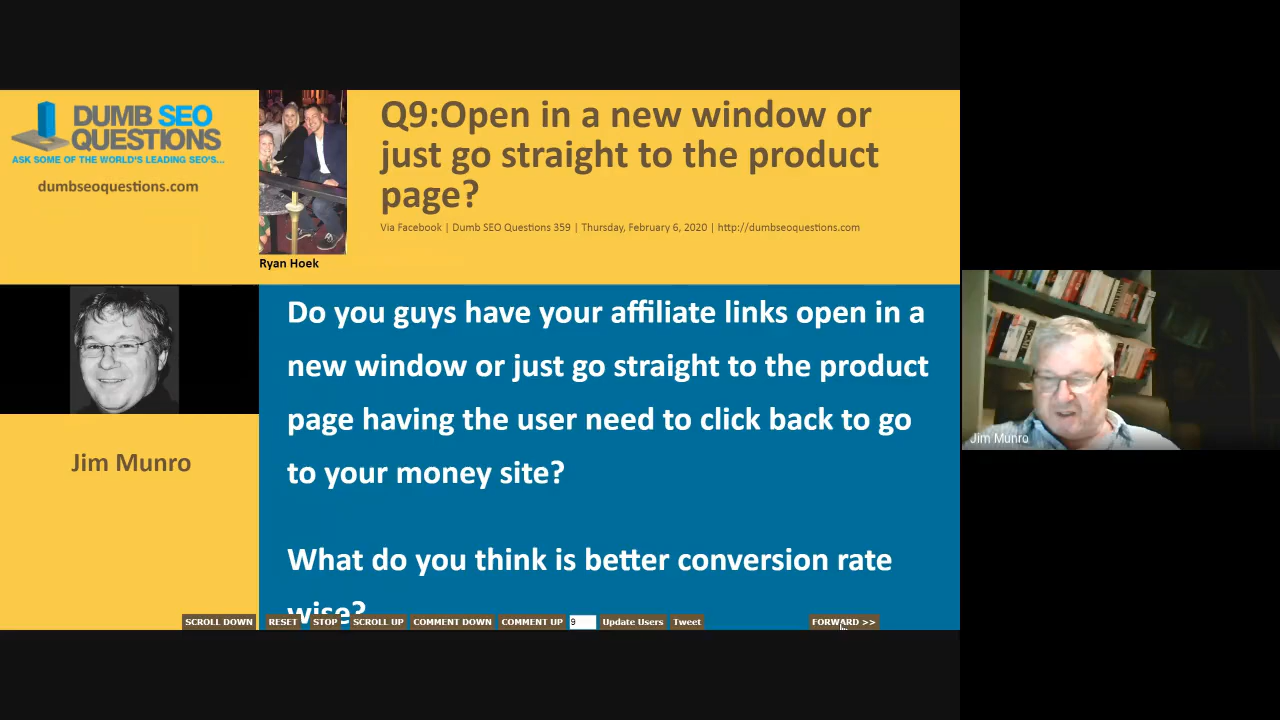 DUMB SEO
QUESTIONS
ASK SOME OF THE WORLD'S LEADING SEO'S...
dumbseoquestions.com
Ryan Hoek
Q9:Open in a new window or
just go straight to the product
page?
Via Facebook | Dumb SEO Questions 359 | Thursday, February 6, 2020 | http://dumbseoquestions.com
Jim Munro
Do you guys have your affiliate links open in a
new window or just go straight to the product
page having the user need to click back to go
to your money site?
What do you think is better conversion rate
wise?
SCROLL DOWN RESET STOP SCROLL UP COMMENT DOWN COMMENT UP 9 Update Users Tweet FORWARD >>
Jim Munro